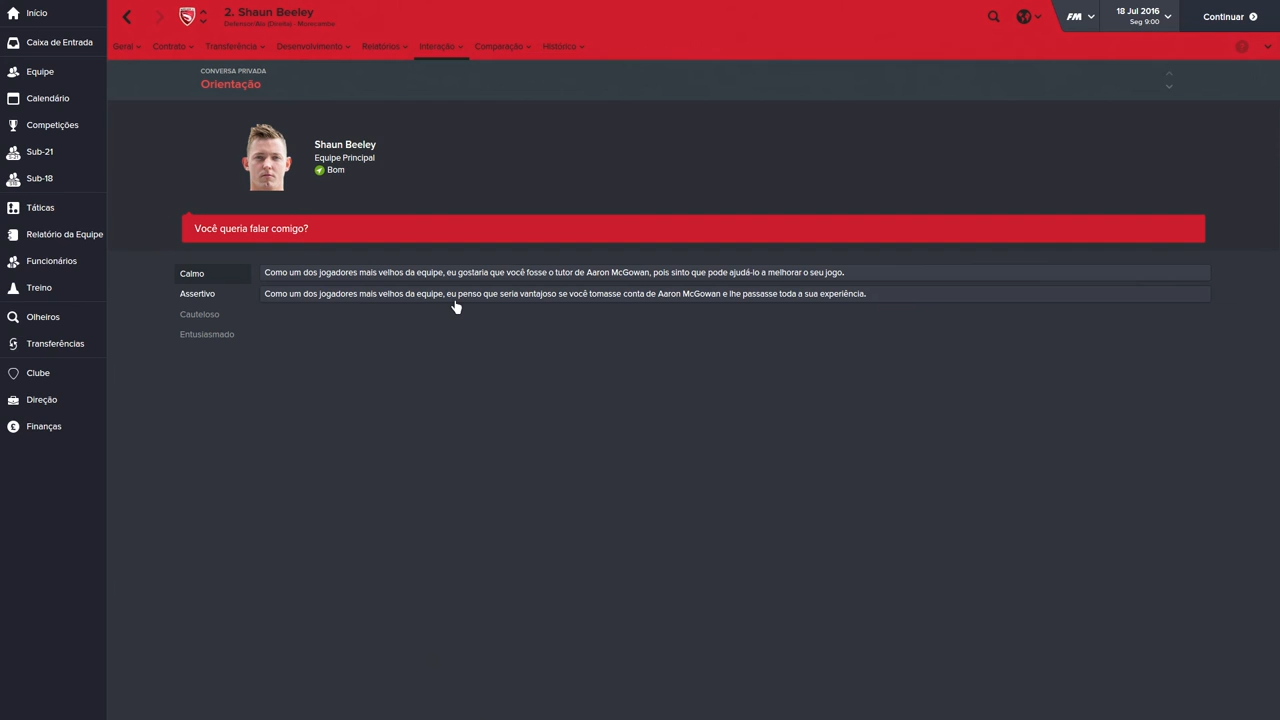 Início
Caixa de Entrada
Equipe
Calendário
Competições
Sub-21
Sub-18
Táticas
Relatório da Equipe
Funcionários
Treino
Olheiros
Transferências
Clube
Direção
Finanças
2. Shaun Beeley
Defensor/Ala (Direito) - Morecambe
FM
18 Jul 2016
Seg 9:00
Continuar
Geral
Contrato
Transferência
Desenvolvimento
Relatórios
Interação
Comparação
Histórico
CONVERSA PRIVADA
Orientação
Shaun Beeley
Equipe Principal
Bom
Você queria falar comigo?
Calmo
Assertivo
Cauteloso
Entusiasmado
Como um dos jogadores mais velhos da equipe, eu gostaria que você fosse o tutor de Aaron McGowan, pois sinto que pode ajudá-lo a melhorar o seu jogo.
Como um dos jogadores mais velhos da equipe, eu penso que seria vantajoso se você tomasse conta de Aaron McGowan e lhe passasse toda a sua experiência.